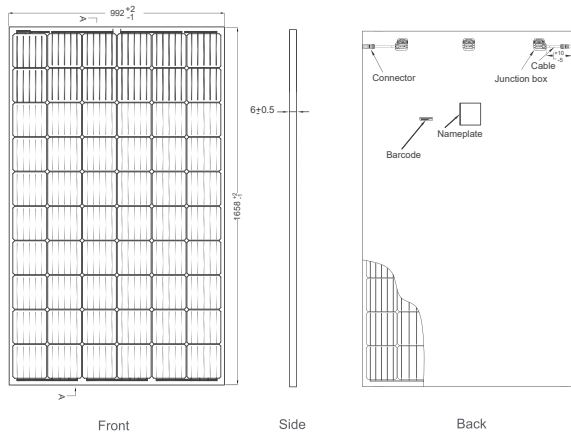 992 +2 -1
A
1658 +2 -1
A
Front
6±0.5
Side
Connector
Cable
+10 -5
Junction box
Nameplate
Barcode
Back